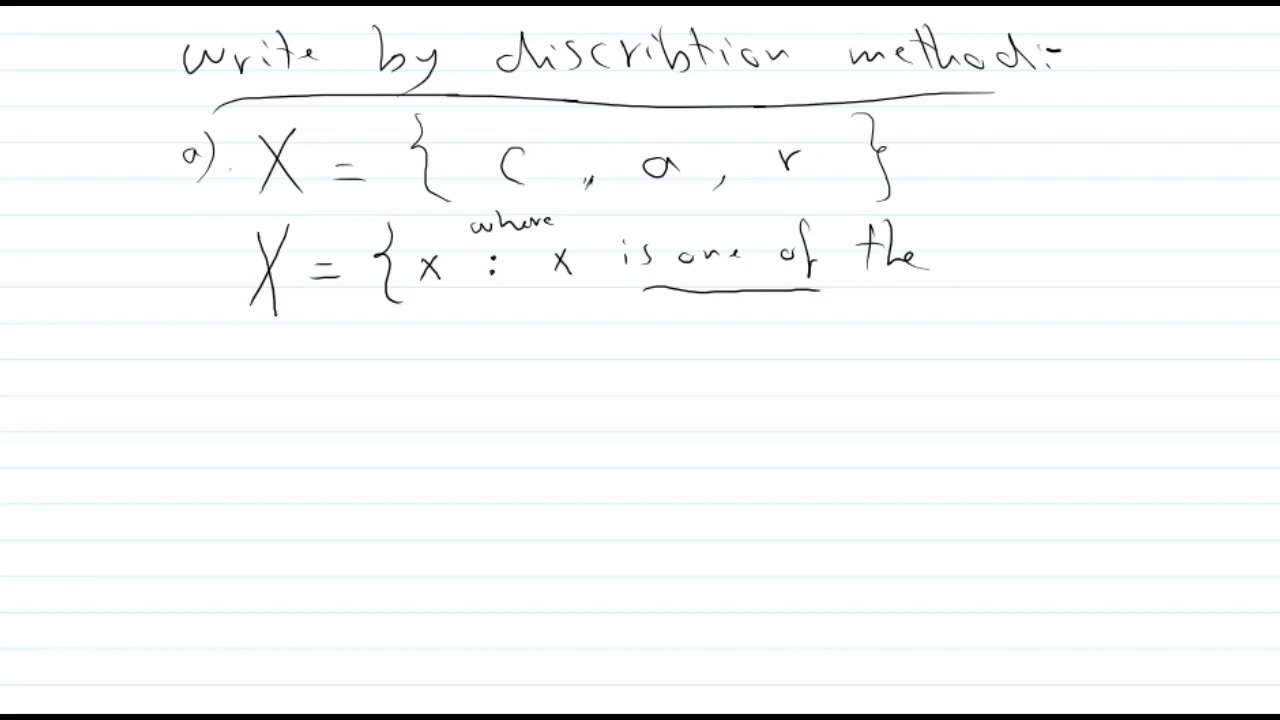 write by discribtion method:-
a). X = { c , a , r }
where
X = { x : x is one of the